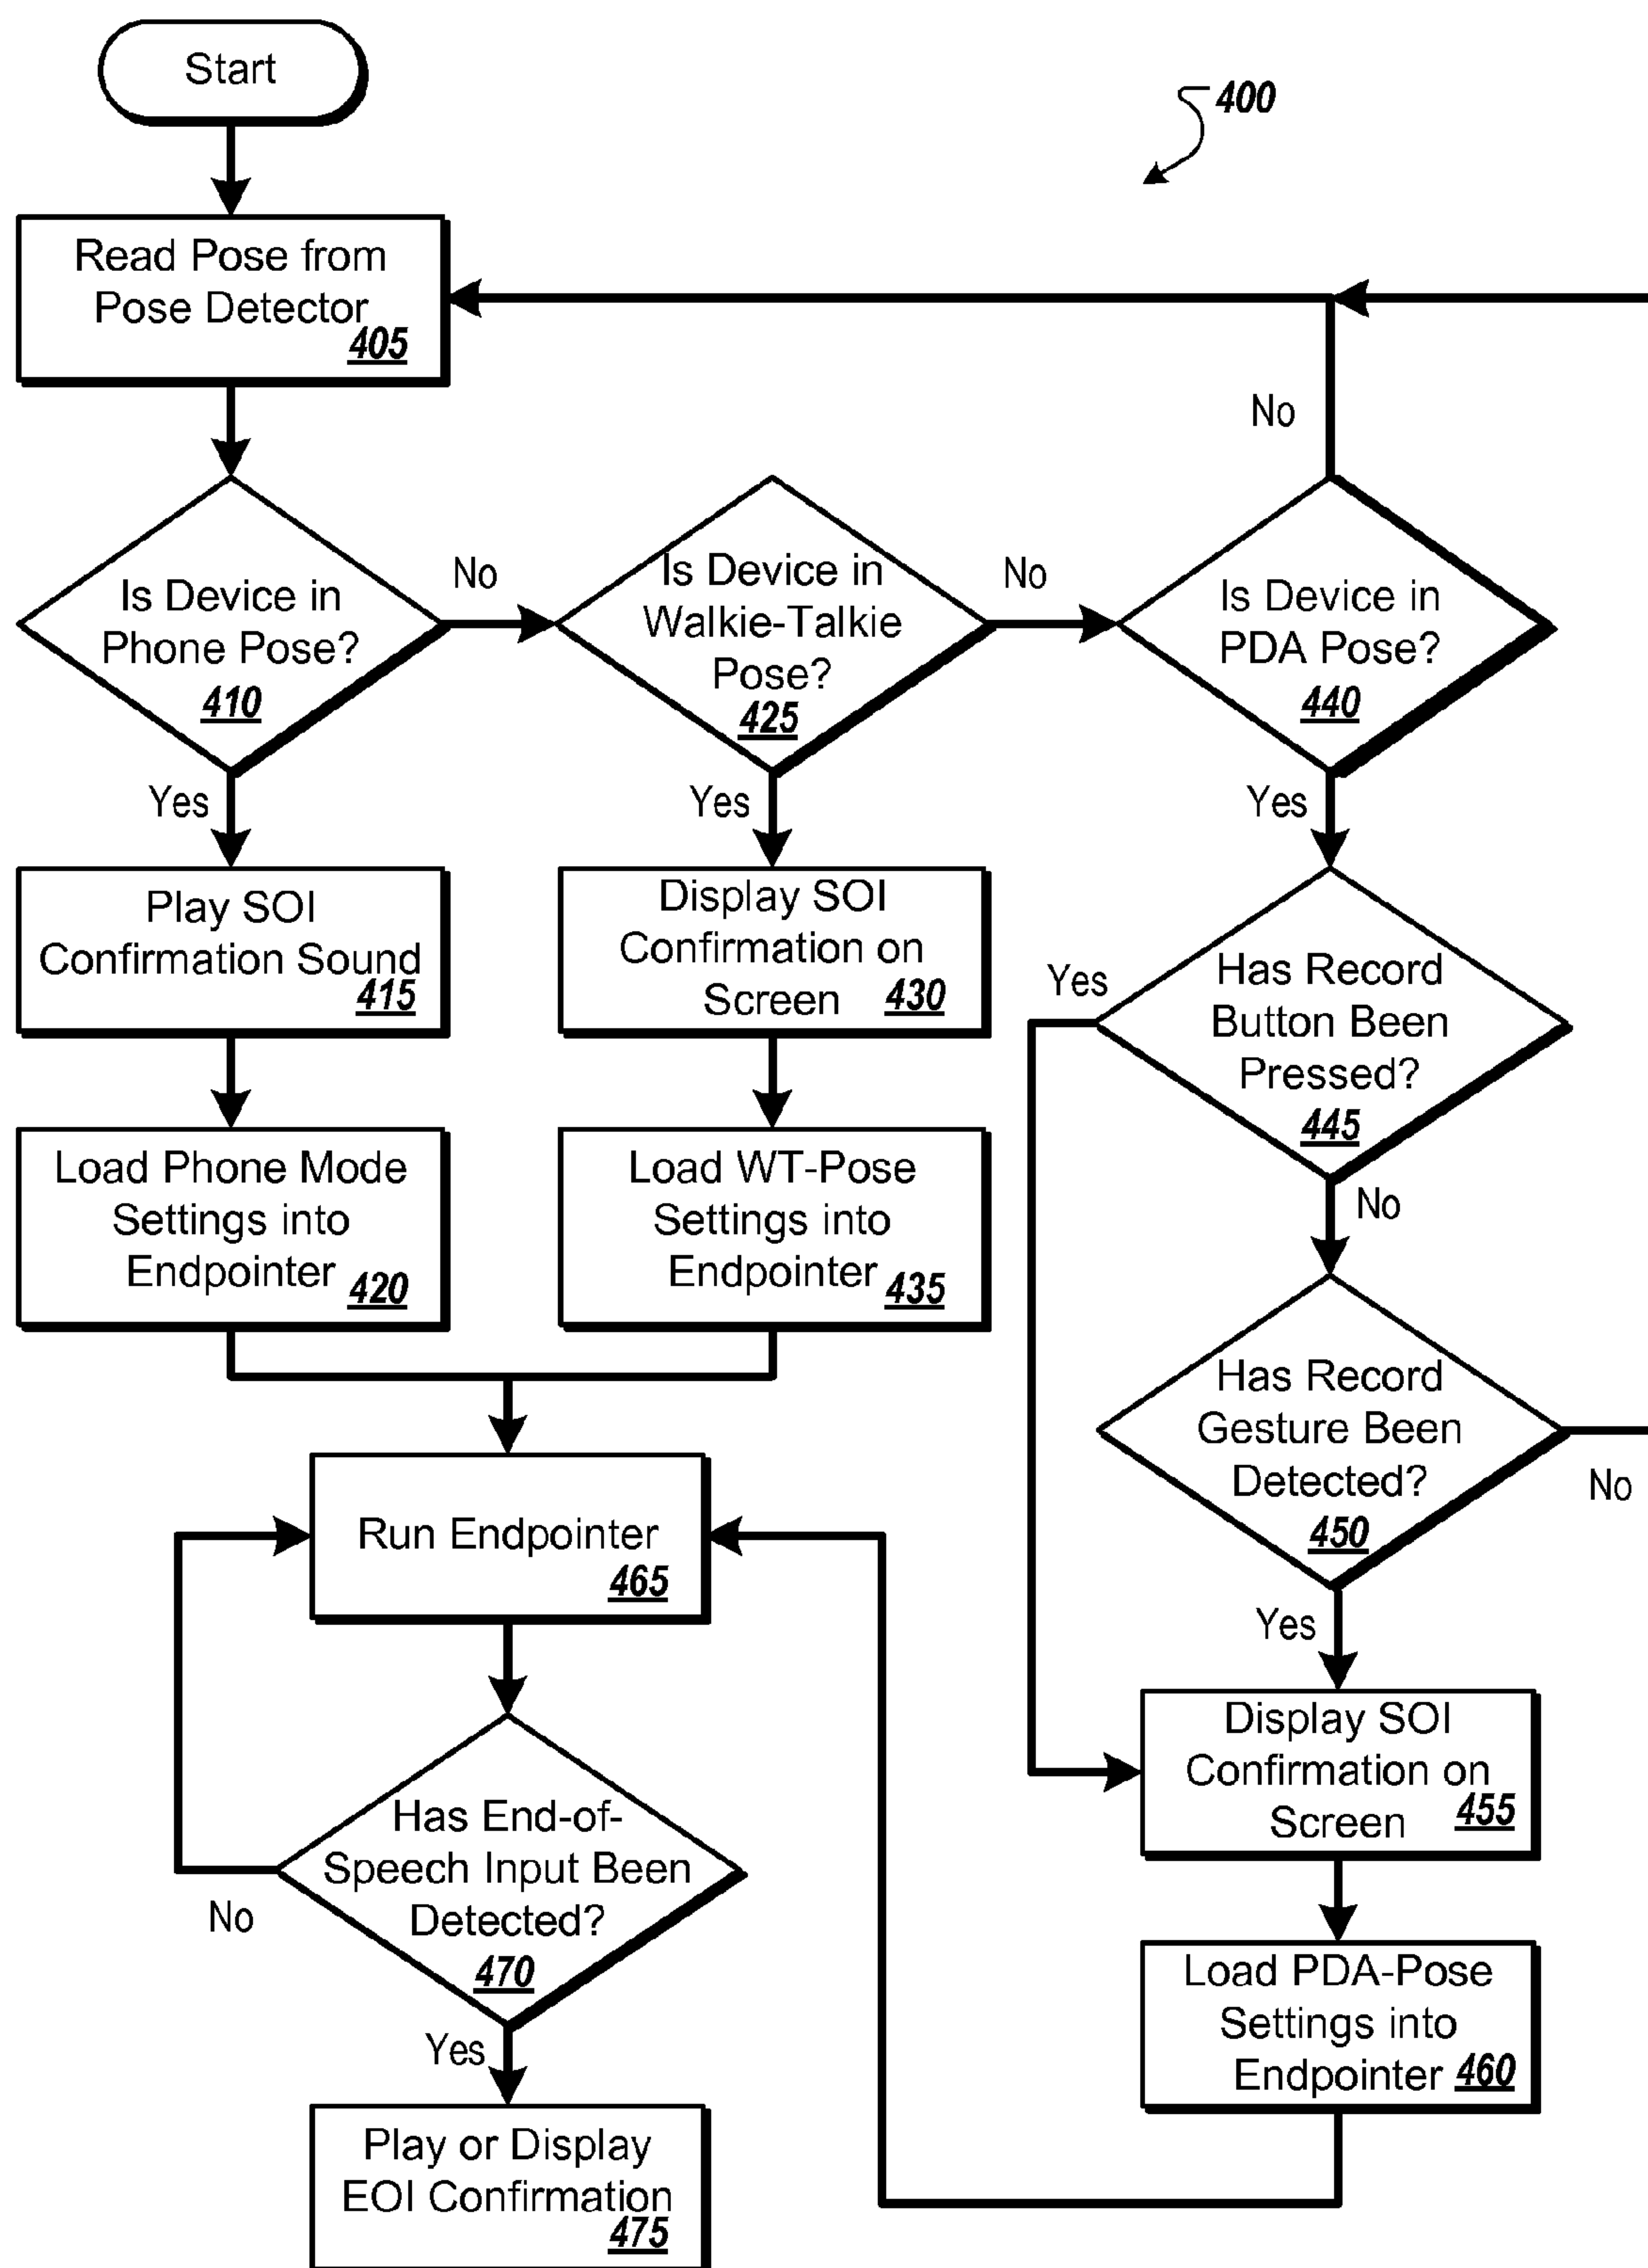 Start
400
Read Pose from
Pose Detector
405
No
Is Device in
Phone Pose?
410
No
Is Device in
Walkie-Talkie
Pose?
425
No
Is Device in
PDA Pose?
440
Yes
Yes
Yes
Play SOI
Confirmation Sound
415
Display SOI
Confirmation on
Screen 430
Yes
Has Record
Button Been
Pressed?
445
No
Load Phone Mode
Settings into
Endpointer 420
Load WT-Pose
Settings into
Endpointer 435
Has Record
Gesture Been
Detected?
450
No
Yes
Run Endpointer
465
Display SOI
Confirmation on
Screen 455
Has End-of-
Speech Input Been
Detected?
470
No
Yes
Load PDA-Pose
Settings into
Endpointer 460
Play or Display
EOI Confirmation
475